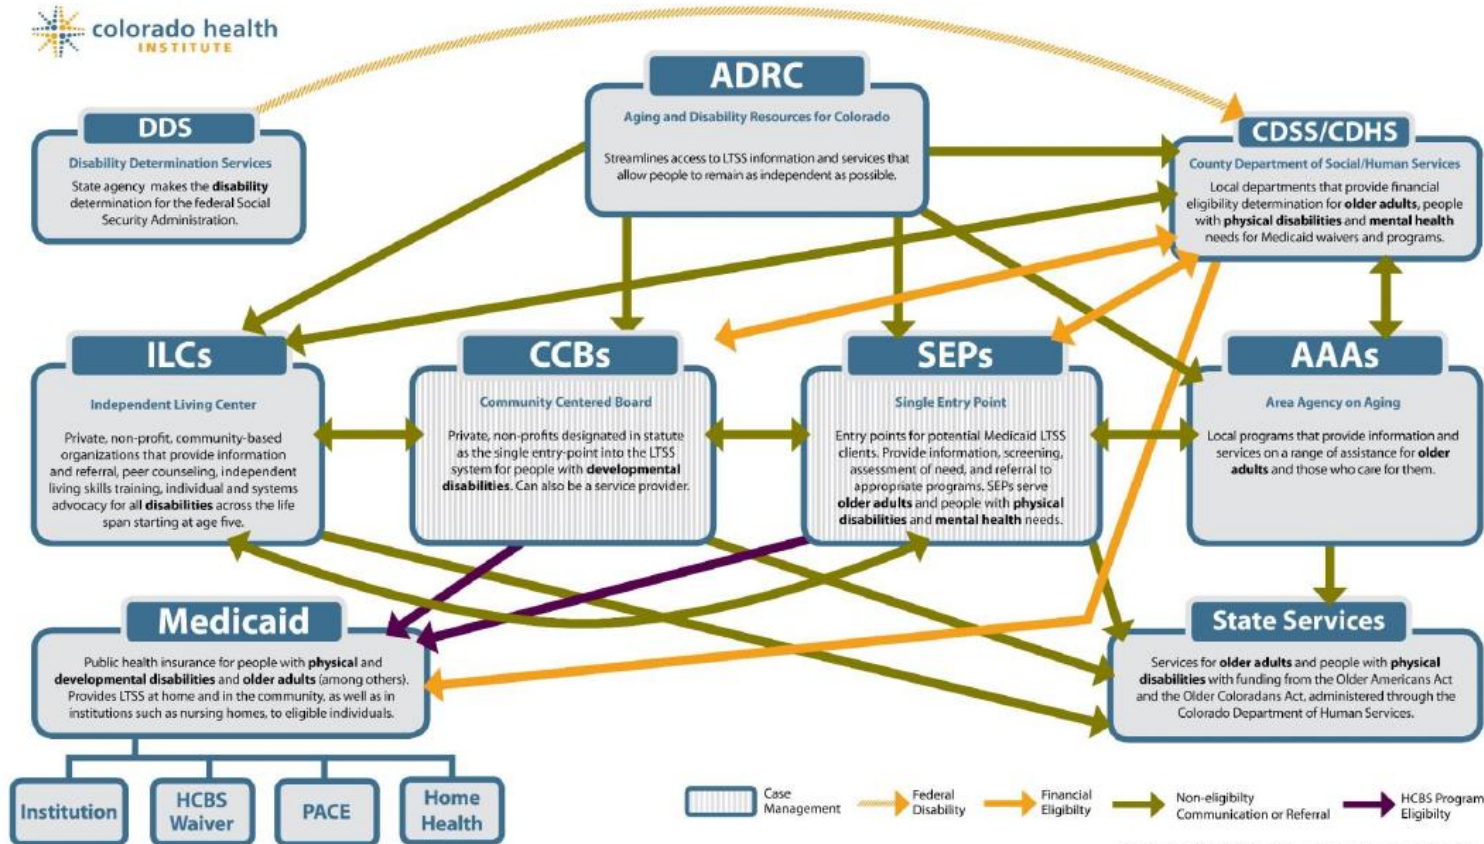 colorado health
INSTITUTE
ADRC
Aging and Disability Resources for Colorado
Streamlines access to LTSS information and services that
allow people to remain as independent as possible.
DDS
Disability Determination Services
State agency makes the disability
determination for the federal Social
Security Administration.
CDSS/CDHS
County Department of Social/Human Services
Local departments that provide financial
eligibility determination for older adults, people
with physical disabilities and mental health
needs for Medicaid waivers and programs.
ILCs
Independent Living Center
Private, non-profit, community-based
organizations that provide information
and referral, peer counseling, independent
living skills training, individual and systems
advocacy for all disabilities across the life
span starting at age five.
CCBs
Community Centered Board
Private, non-profits designated in statute
as the single entry-point into the LTSS
system for people with developmental
disabilities. Can also be a service provider.
SEPs
Single Entry Point
Entry points for potential Medicaid LTSS
clients. Provide information, screening,
assessment of need, and referral to
appropriate programs. SEPs serve
older adults and people with physical
disabilities and mental health needs.
AAAs
Area Agency on Aging
Local programs that provide information and
services on a range of assistance for older
adults and those who care for them.
Medicaid
Public health insurance for people with physical and
developmental disabilities and older adults (among others).
Provides LTSS at home and in the community, as well as in
institutions such as nursing homes, to eligible individuals.
State Services
Services for older adults and people with physical
disabilities with funding from the Older Americans Act
and the Older Coloradans Act, administered through the
Colorado Department of Human Services.
Institution
HCBS
Waiver
PACE
Home
Health
Case
Management
Federal
Disability
Financial
Eligibilty
Non-eligibilty
Communication or Referral
HCBS Program
Eligibilty